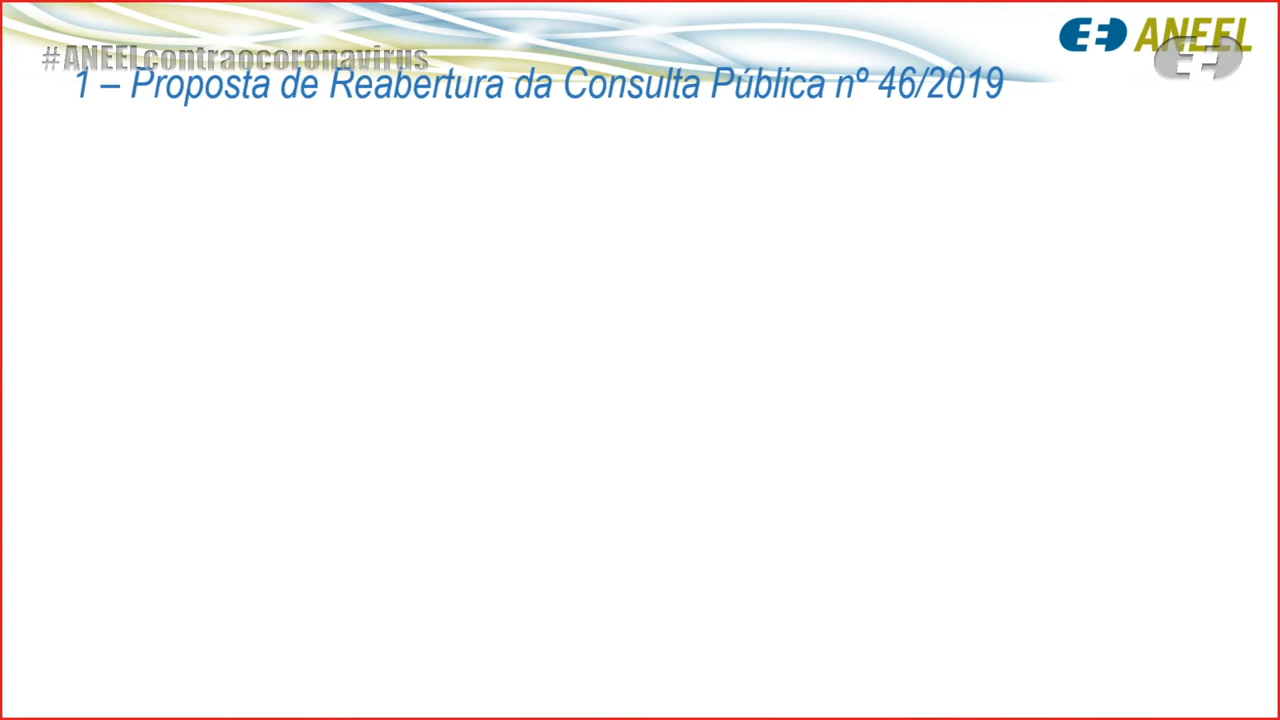 ANEEL
#ANEELcontraocoronavirus
1 – Proposta de Reabertura da Consulta Pública nº 46/2019